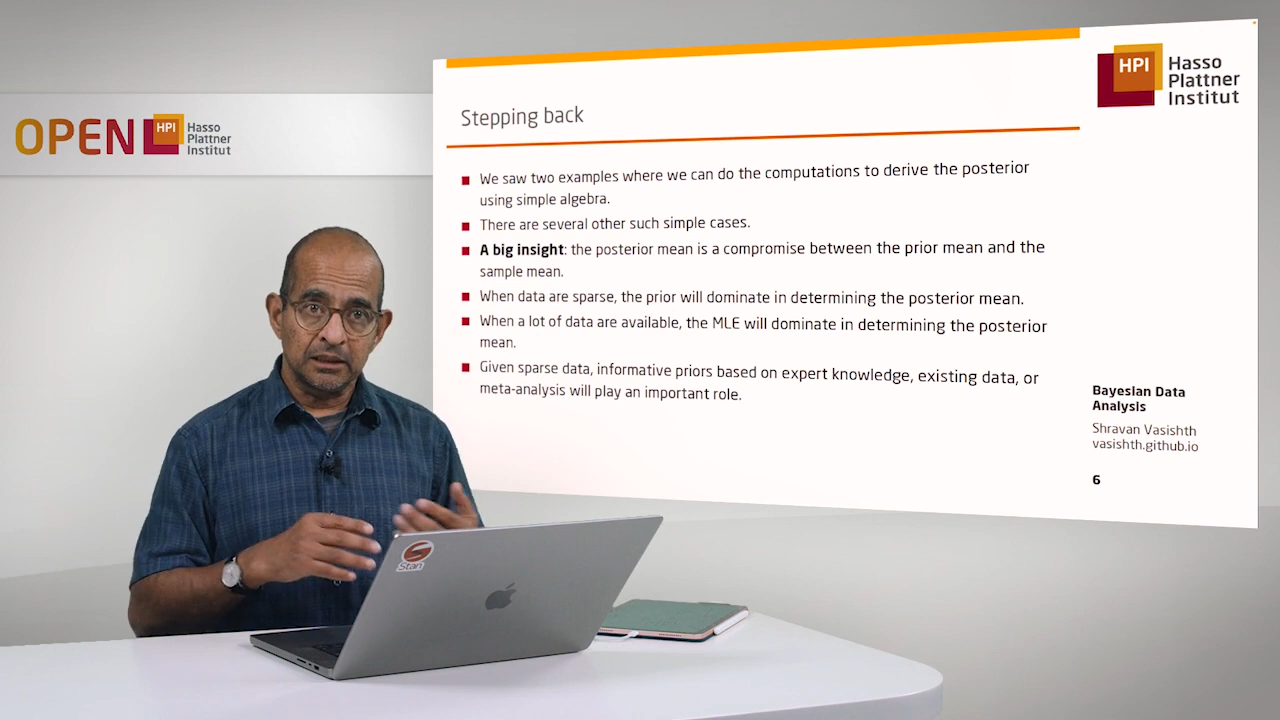 OPEN
HPI
Hasso
Plattner
Institut
Stepping back
We saw two examples where we can do the computations to derive the posterior
using simple algebra.
There are several other such simple cases.
A big insight: the posterior mean is a compromise between the prior mean and the
sample mean.
When data are sparse, the prior will dominate in determining the posterior mean.
When a lot of data are available, the MLE will dominate in determining the posterior
mean.
Given sparse data, informative priors based on expert knowledge, existing data, or
meta-analysis will play an important role.
HPI
Hasso
Plattner
Institut
Bayesian Data
Analysis
Shravan Vasishth
vasishth.github.io
6
Stan